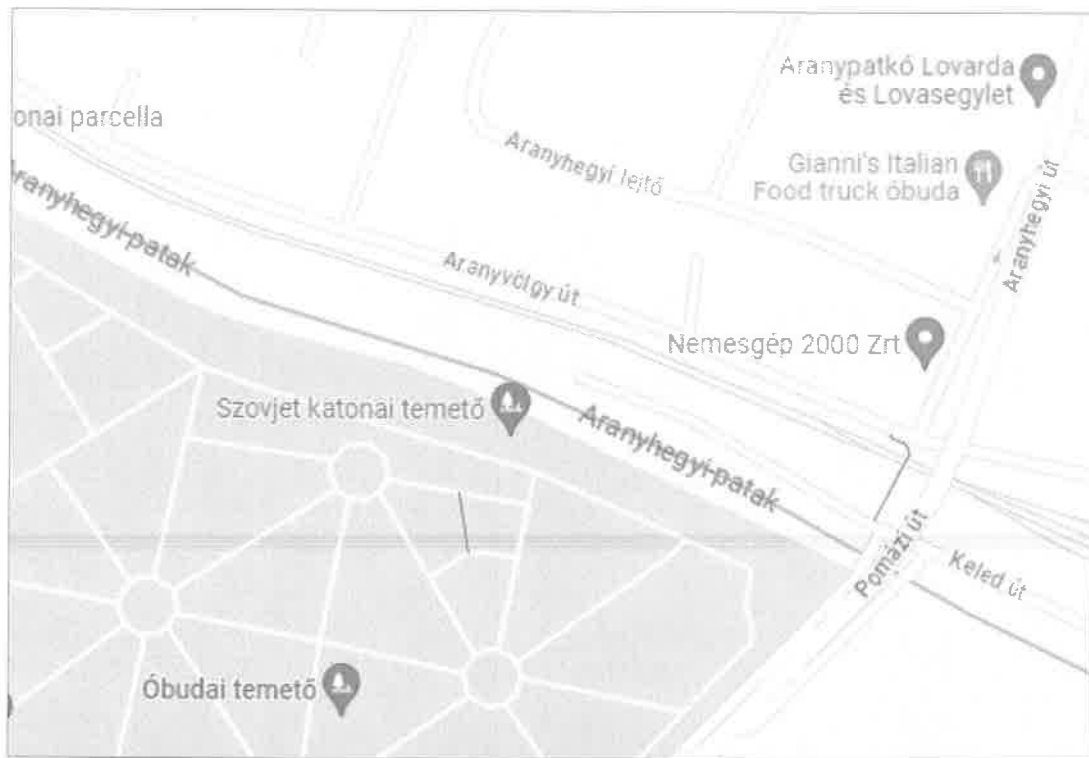 Aranypatkó Lovarda
és Lovasegylet
onai parcella
Aranyhegyi lejtő
Gianni's Italian
Food truck óbuda
Aranyhegyi út
Aranyhegyi-patak
Aranyvölgy út
Nemesgép 2000 Zrt
Szovjet katonai temető
Aranyhegyi-patak
Pomázi út
Keled út
Óbudai temető